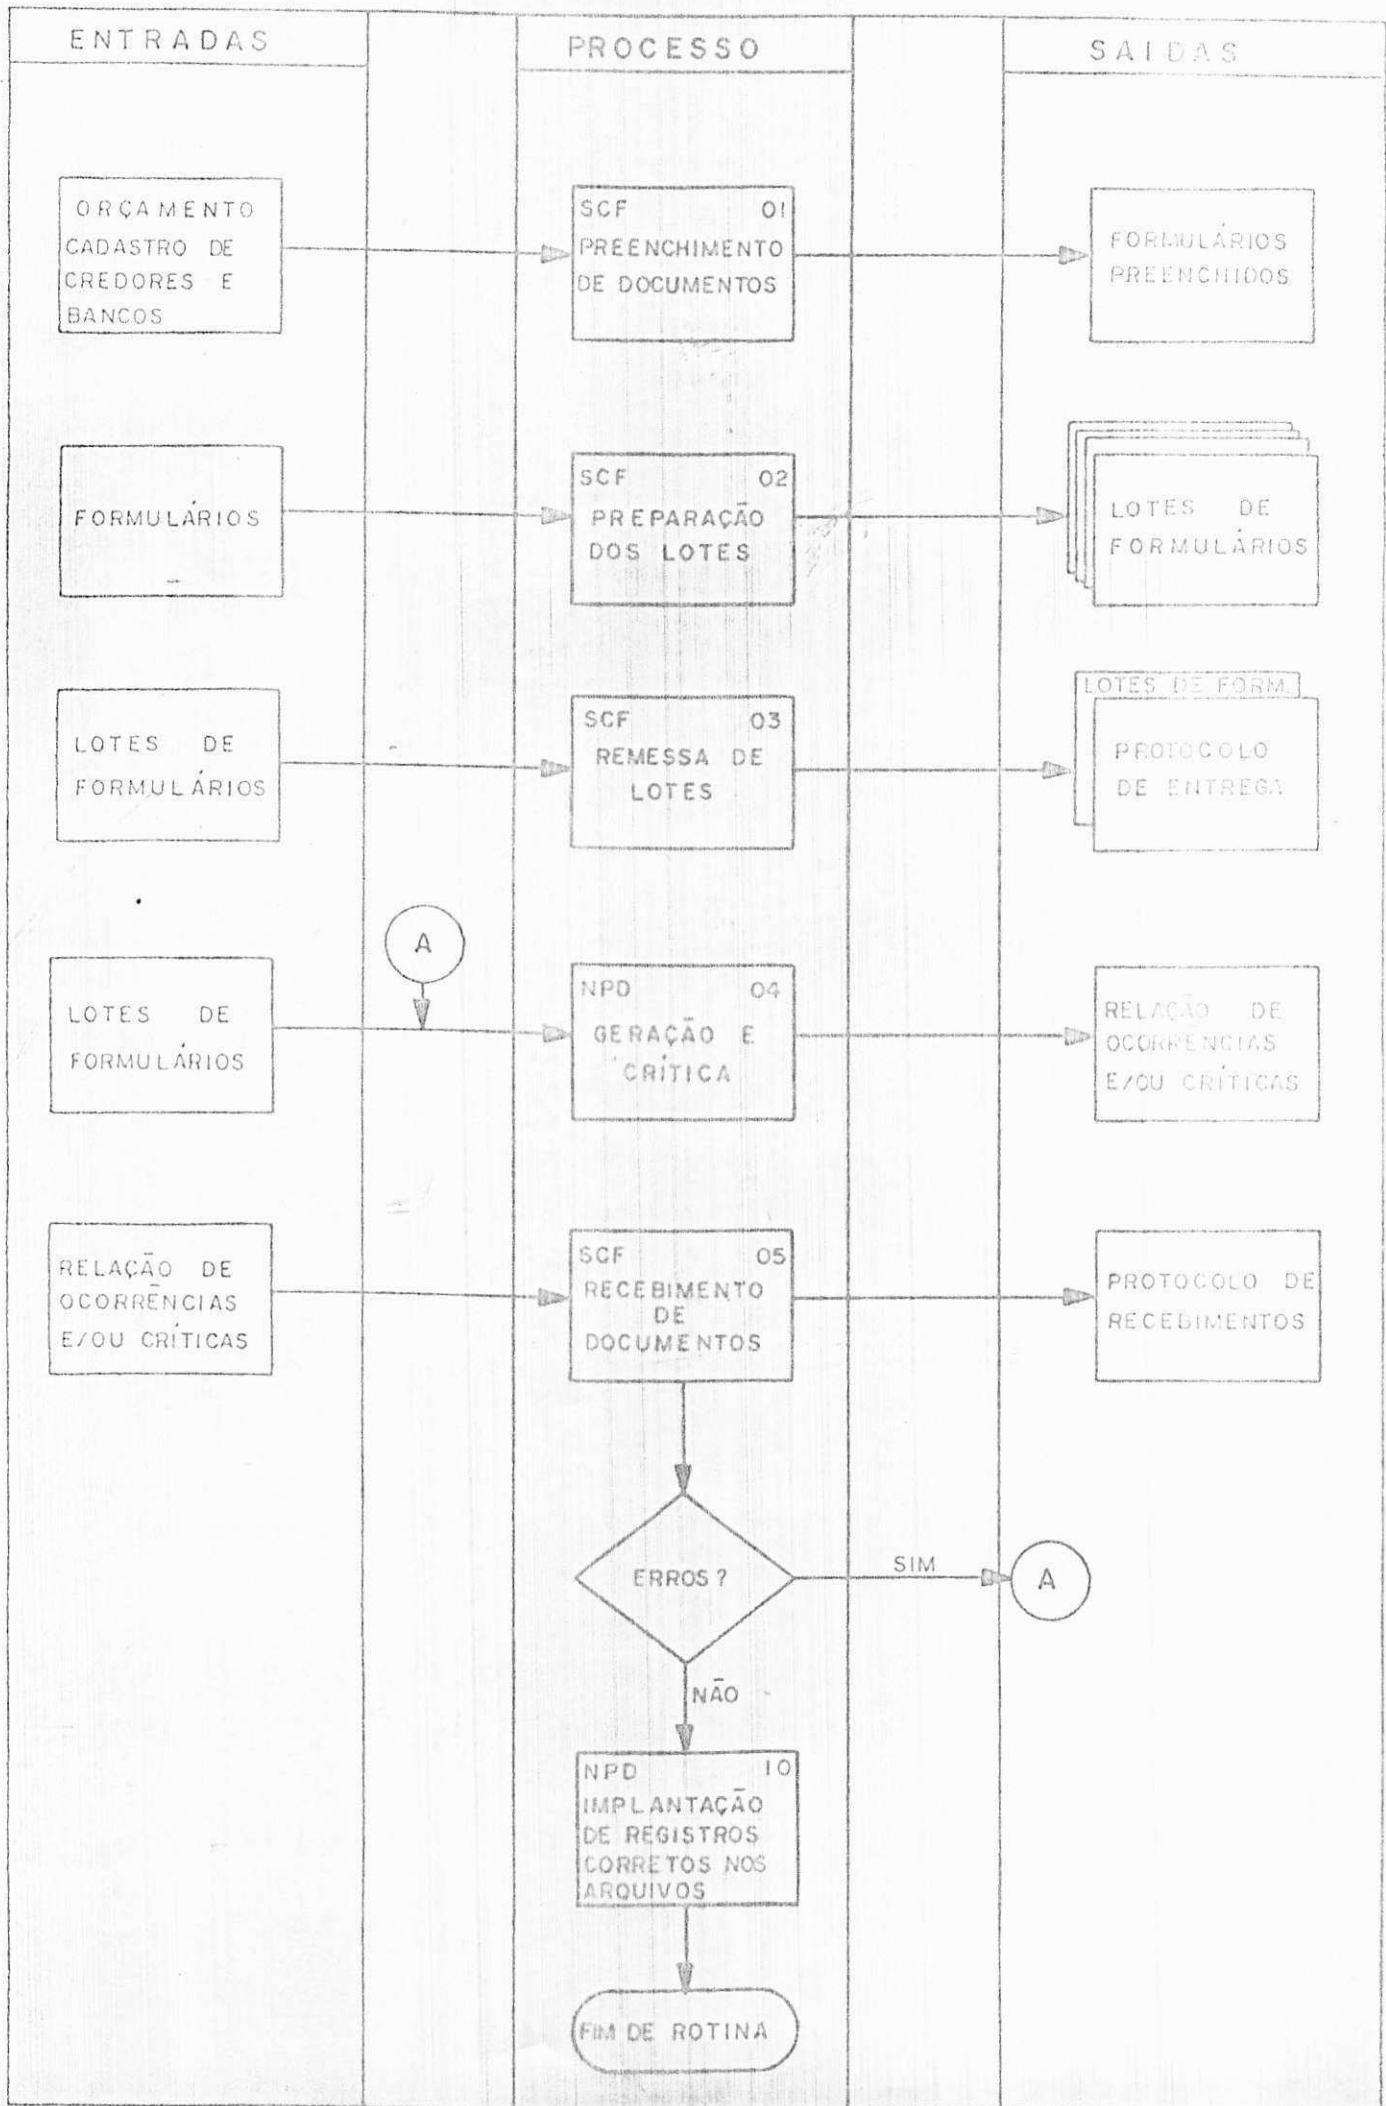 ENTRADAS
PROCESSO
SAIDAS
ORÇAMENTO
CADASTRO DE
CREDORES E
BANCOS
SCF 01
PREENCHIMENTO
DE DOCUMENTOS
FORMULÁRIOS
PREENCHIDOS
FORMULÁRIOS
SCF 02
PREPARAÇÃO
DOS LOTES
LOTES DE
FORMULÁRIOS
LOTES DE
FORMULÁRIOS
SCF 03
REMESSA DE
LOTES
LOTES DE FORM.
PROTOCOLO
DE ENTREGA
A
LOTES DE
FORMULÁRIOS
NPD 04
GERAÇÃO E
CRÍTICA
RELAÇÃO DE
OCORRÊNCIAS
E/OU CRÍTICAS
RELAÇÃO DE
OCORRÊNCIAS
E/OU CRÍTICAS
SCF 05
RECEBIMENTO
DE
DOCUMENTOS
PROTOCOLO DE
RECEBIMENTOS
ERROS?
SIM
A
NÃO
NPD 10
IMPLANTAÇÃO
DE REGISTROS
CORRETOS NOS
ARQUIVOS
FIM DE ROTINA